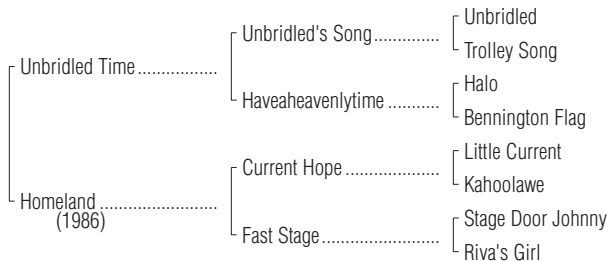 Unbridled
Unbridled's Song..............
Trolley Song
Unbridled Time.................
Halo
Haveaheavenlytime ...........
Bennington Flag
Little Current
Current Hope ....................
Kahoolawe
Homeland .........................
(1986)
Stage Door Johnny
Fast Stage.........................
Riva's Girl